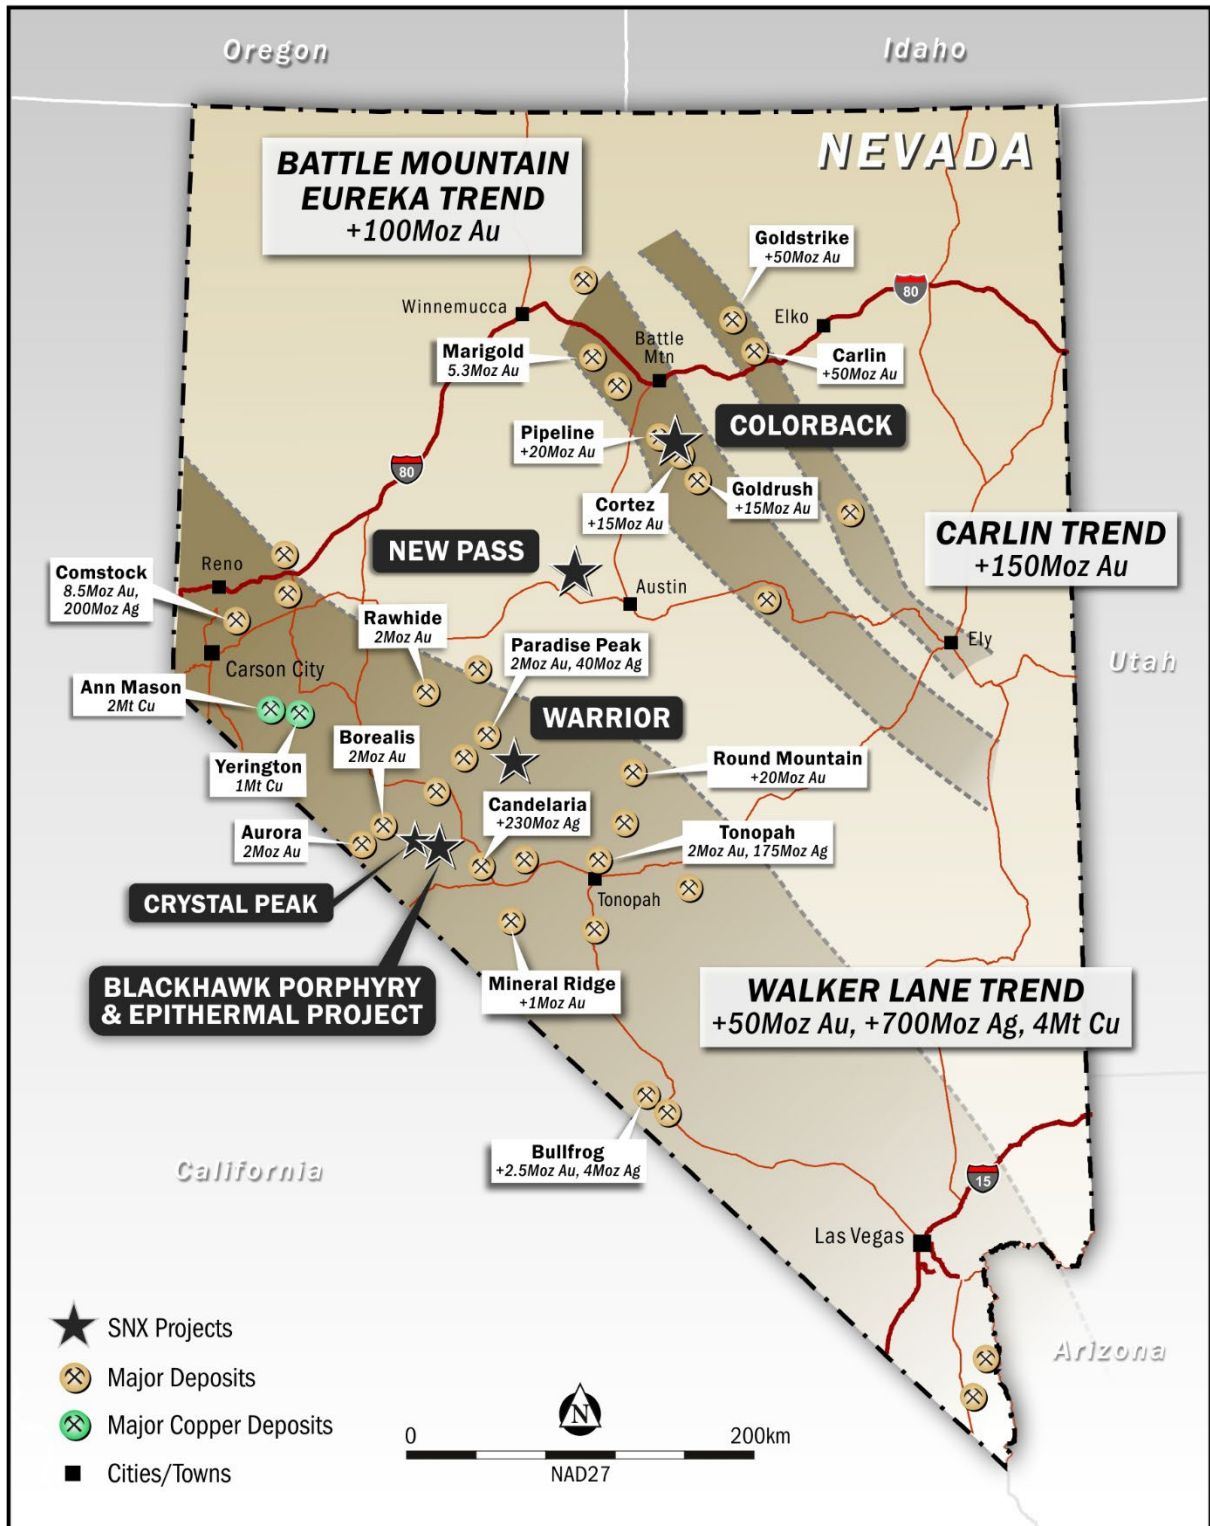 Oregon
Idaho
NEVADA
BATTLE MOUNTAIN
EUREKA TREND
+100Moz Au
Goldstrike
+50Moz Au
80
Winnemucca
Elko
Battle
Mtn
Marigold
5.3Moz Au
Carlin
+50Moz Au
COLORBACK
Pipeline
+20Moz Au
80
Goldrush
+15Moz Au
Cortez
+15Moz Au
CARLIN TREND
+150Moz Au
NEW PASS
Reno
Comstock
8.5Moz Au,
200Moz Ag
Austin
Rawhide
2Moz Au
Ely
Paradise Peak
2Moz Au, 40Moz Ag
Utah
Carson City
Ann Mason
2Mt Cu
WARRIOR
Borealis
2Moz Au
Yerington
1Mt Cu
Round Mountain
+20Moz Au
Candelaria
+230Moz Ag
Aurora
2Moz Au
Tonopah
2Moz Au, 175Moz Ag
CRYSTAL PEAK
Tonopah
BLACKHAWK PORPHYRY
& EPITHERMAL PROJECT
Mineral Ridge
+1Moz Au
WALKER LANE TREND
+50Moz Au, +700Moz Ag, 4Mt Cu
Bullfrog
+2.5Moz Au, 4Moz Ag
California
15
Las Vegas
Arizona
SNX Projects
Major Deposits
Major Copper Deposits
Cities/Towns
N
0 200km
NAD27